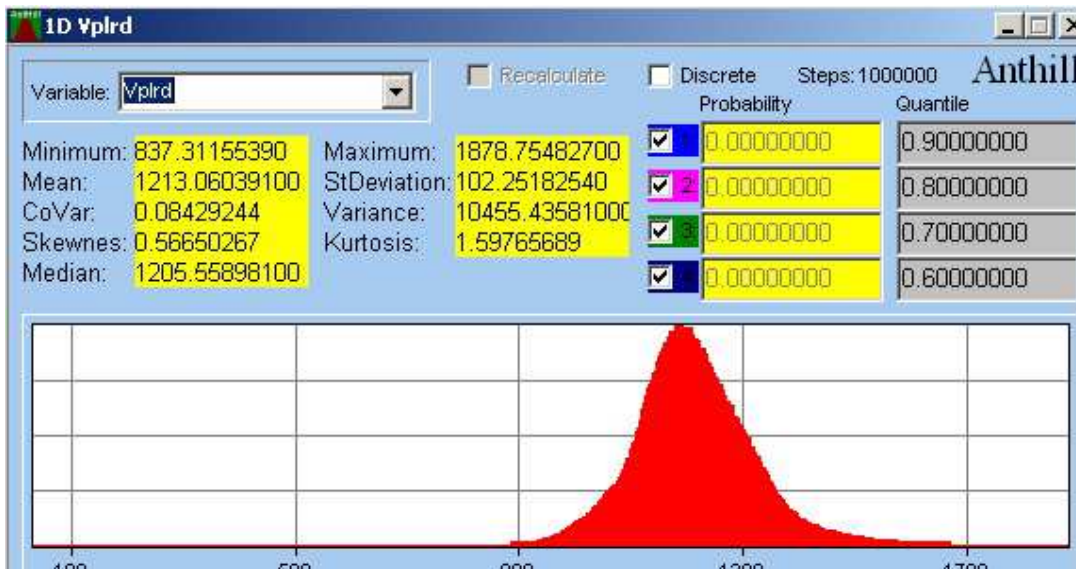 1D Vplrd
Variable: Vplrd
Recalculate
Discrete
Steps: 1000000
Anthill
Probability
Quantile
Minimum: 837.31155390
Maximum: 1878.75482700
Mean: 1213.06039100
StDeviation: 102.25182540
CoVar: 0.08429244
Variance: 10455.43581000
Skewnes: 0.56650267
Kurtosis: 1.59765689
Median: 1205.55898100
1 0.00000000 0.90000000
2 0.00000000 0.80000000
3 0.00000000 0.70000000
0.00000000 0.60000000